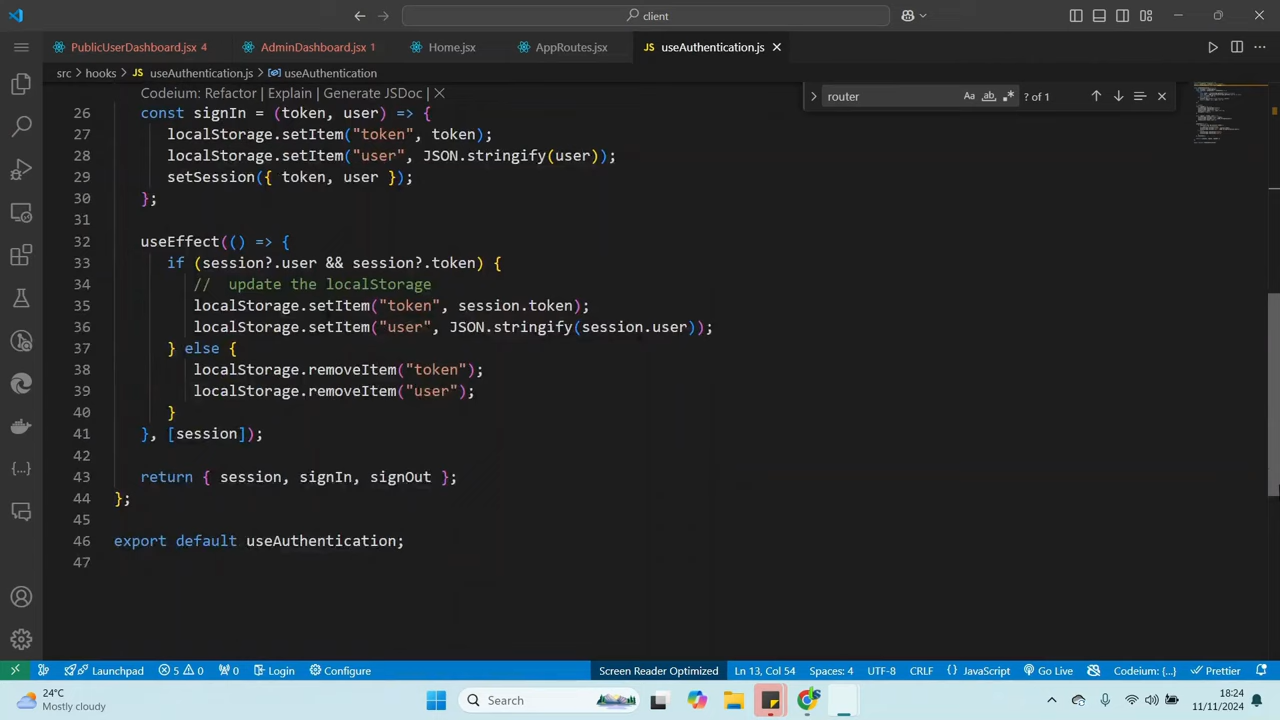 client
PublicUserDashboard.jsx 4
AdminDashboard.jsx 1
Home.jsx
AppRoutes.jsx
JS useAuthentication.js
src > hooks > JS useAuthentication.js > useAuthentication
router
Aa ab .* ? of 1
Codeium: Refactor | Explain | Generate JSDoc |
26 const signIn = (token, user) => {
27 localStorage.setItem("token", token);
28 localStorage.setItem("user", JSON.stringify(user));
29 setSession({ token, user });
30 };
31
32 useEffect(() => {
33 if (session?.user && session?.token) {
34 //  update the localStorage
35 localStorage.setItem("token", session.token);
36 localStorage.setItem("user", JSON.stringify(session.user));
37 } else {
38 localStorage.removeItem("token");
39 localStorage.removeItem("user");
40 }
41 }, [session]);
42
43 return { session, signIn, signOut };
44 };
45
46 export default useAuthentication;
47
Launchpad 5 0 0 Login Configure Screen Reader Optimized Ln 13, Col 54 Spaces: 4 UTF-8 CRLF {} JavaScript Go Live Codeium: {...} Prettier
24°C
Mostly cloudy
Search
18:24
11/11/2024